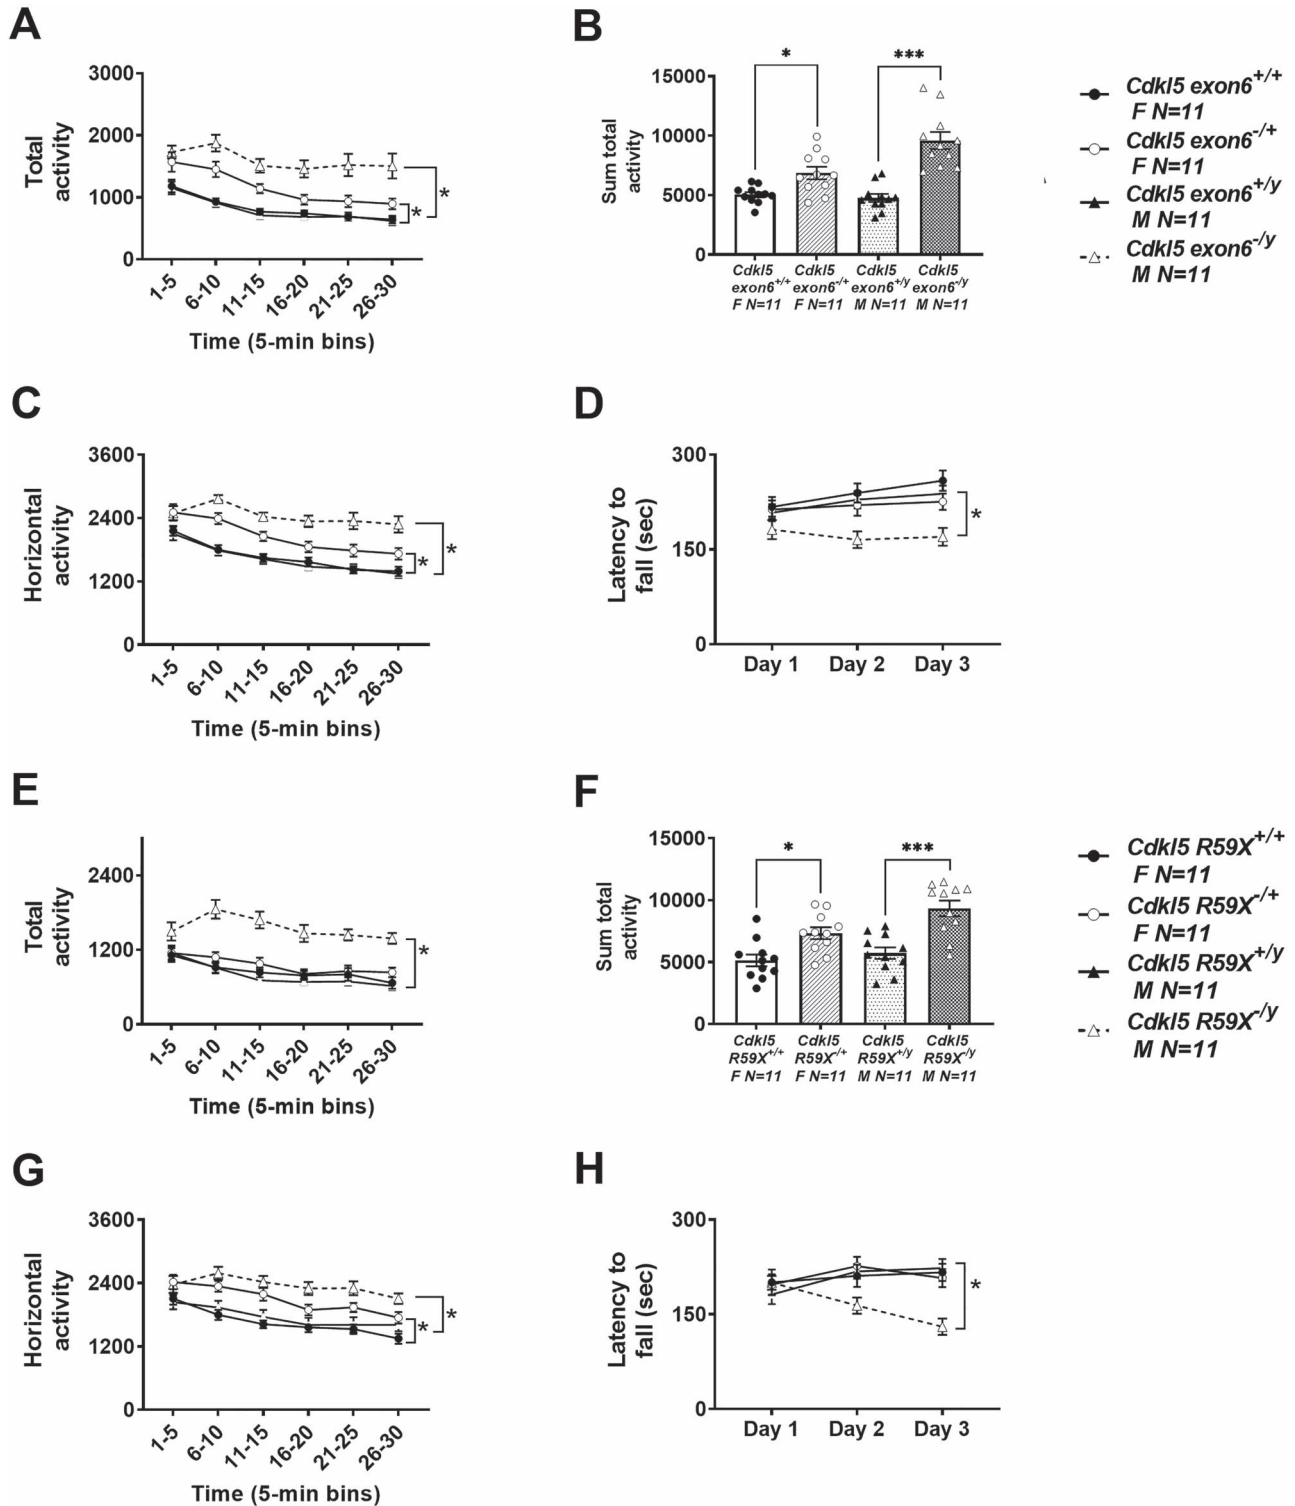 A
3000
2000
1000
0
Total
activity
1-5
6-10
11-15
16-20
21-25
26-30
Time (5-min bins)
*
*
B
15000
10000
5000
0
Sum total
activity
*
***
Cdkl5
exon6+/+
F N=11
Cdkl5
exon6-/+
F N=11
Cdkl5
exon6+/y
M N=11
Cdkl5
exon6-/y
M N=11
Cdkl5 exon6+/+
F N=11
Cdkl5 exon6-/+
F N=11
Cdkl5 exon6+/y
M N=11
Cdkl5 exon6-/y
M N=11
C
3600
2400
1200
0
Horizontal
activity
1-5
6-10
11-15
16-20
21-25
26-30
Time (5-min bins)
*
*
D
300
150
0
Latency to
fall (sec)
Day 1
Day 2
Day 3
*
E
2400
1200
0
Total
activity
1-5
6-10
11-15
16-20
21-25
26-30
Time (5-min bins)
*
F
15000
10000
5000
0
Sum total
activity
*
***
Cdkl5
R59X+/+
F N=11
Cdkl5
R59X-/+
F N=11
Cdkl5
R59X+/y
M N=11
Cdkl5
R59X-/y
M N=11
Cdkl5 R59X+/+
F N=11
Cdkl5 R59X-/+
F N=11
Cdkl5 R59X+/y
M N=11
Cdkl5 R59X-/y
M N=11
G
3600
2400
1200
0
Horizontal
activity
1-5
6-10
11-15
16-20
21-25
26-30
Time (5-min bins)
*
*
H
300
150
0
Latency to
fall (sec)
Day 1
Day 2
Day 3
*